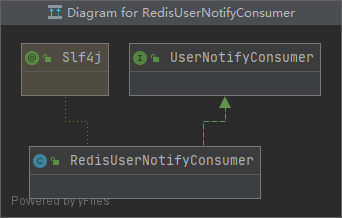 Diagram for RedisUserNotifyConsumer
@ Slf4j
I UserNotifyConsumer
C RedisUserNotifyConsumer
Powered by yFiles